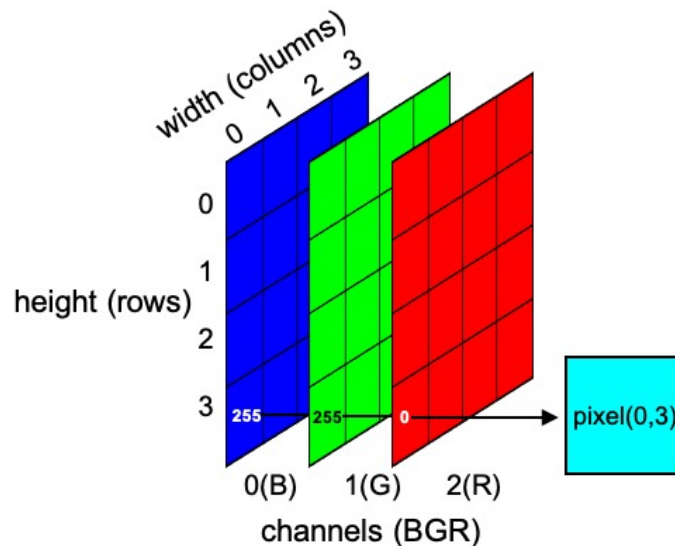 width (columns)
0 1 2 3
0
1
height (rows)
2
3
255 255 0
pixel(0,3)
0(B) 1(G) 2(R)
channels (BGR)